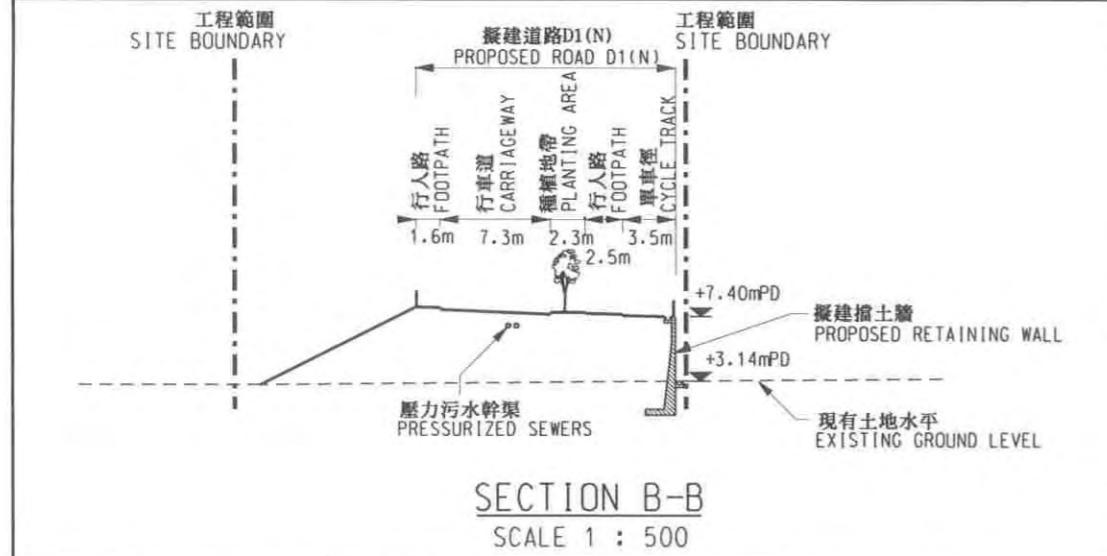 工程範圍
SITE BOUNDARY
擬建道路D1(N)
PROPOSED ROAD D1(N)
工程範圍
SITE BOUNDARY
行人路
FOOTPATH
行車道
CARRIAGEWAY
種植地帶
PLANTING AREA
行人路
FOOTPATH
單車徑
CYCLE TRACK
1.6m
7.3m
2.3m
2.5m
3.5m
+7.40mPD
擬建擋土牆
PROPOSED RETAINING WALL
+3.14mPD
壓力污水幹渠
PRESSURIZED SEWERS
現有土地水平
EXISTING GROUND LEVEL
SECTION B-B
SCALE 1 : 500